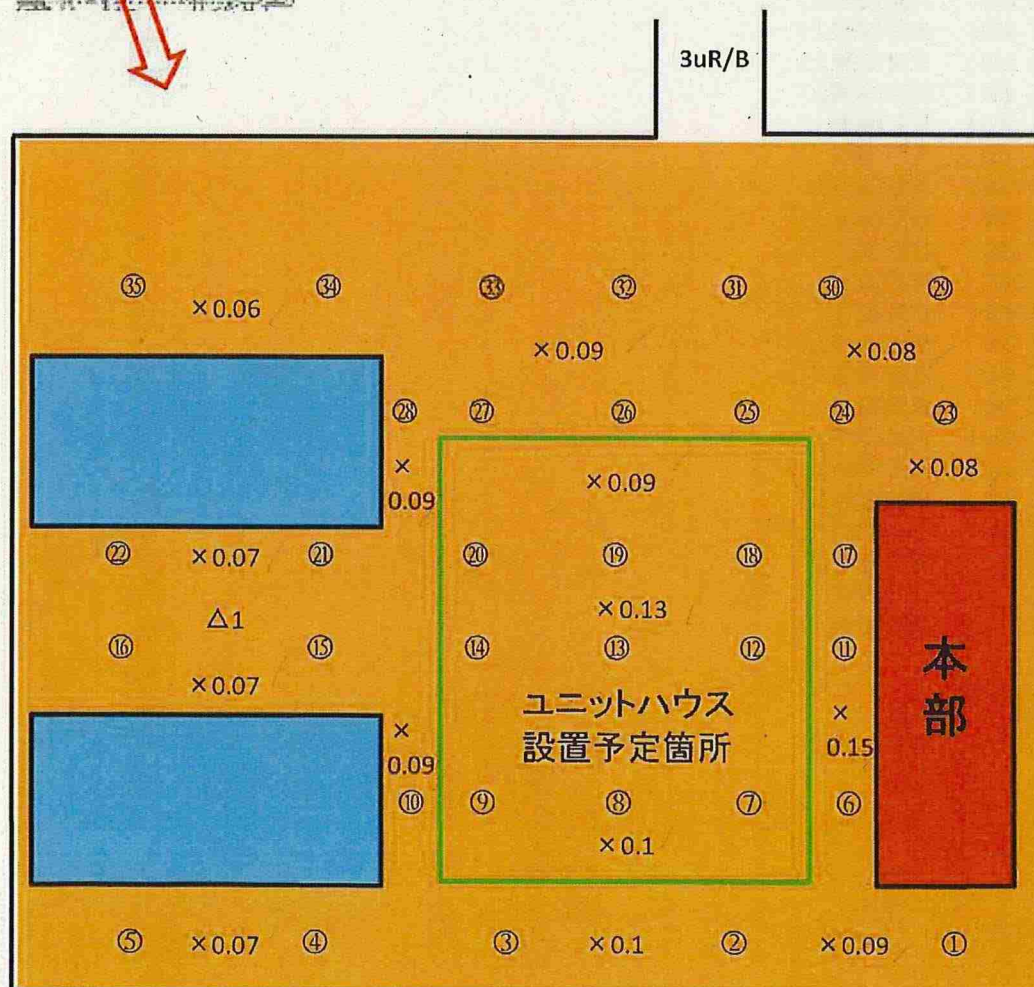 3uR/B
㉟ ㉞ ㉝ ㉜ ㉛ ㉚ ㉙
×0.06
×0.09 ×0.08
㉘ ㉗ ㉖ ㉕ ㉔ ㉓
× 0.09
×0.09
×0.08
㉒ ×0.07 ㉑ ⑳ ⑲ ⑱ ⑰
△1
×0.13
⑯ ⑮ ⑭ ⑬ ⑫ ⑪
×0.07
× 0.09
ユニットハウス
設置予定箇所
× 0.15
本部
⑩ ⑨ ⑧ ⑦ ⑥
×0.1
⑤ ×0.07 ④ ③ ×0.1 ② ×0.09 ①